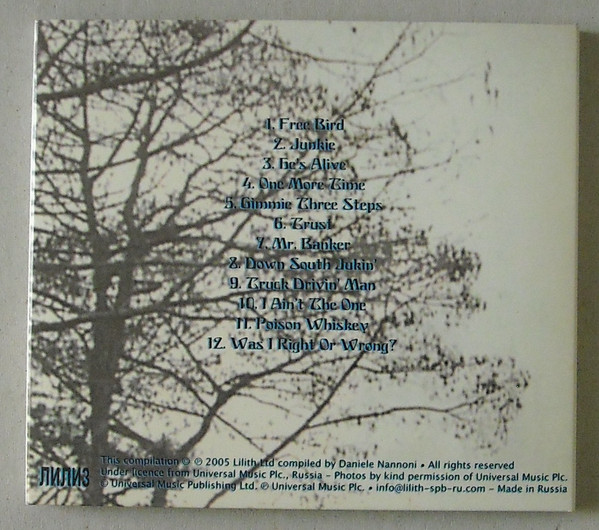 1. Free Bird
2. Junkie
3. He's Alive
4. One More Time
5. Gimmie Three Steps
6. Trust
7. Mr. Banker
8. Down South Jukin'
9. Truck Drivin' Man
10. I Ain't The One
11. Poison Whiskey
12. Was I Right Or Wrong?
ЛИЛИЗ
This compilation © ℗ 2005 Lilith Ltd compiled by Daniele Nannoni • All rights reserved
Under licence from Universal Music Plc., Russia – Photos by kind permission of Universal Music Plc.
© Universal Music Publishing Ltd. ℗ Universal Music Plc. • info@lilith-spb-ru.com – Made in Russia